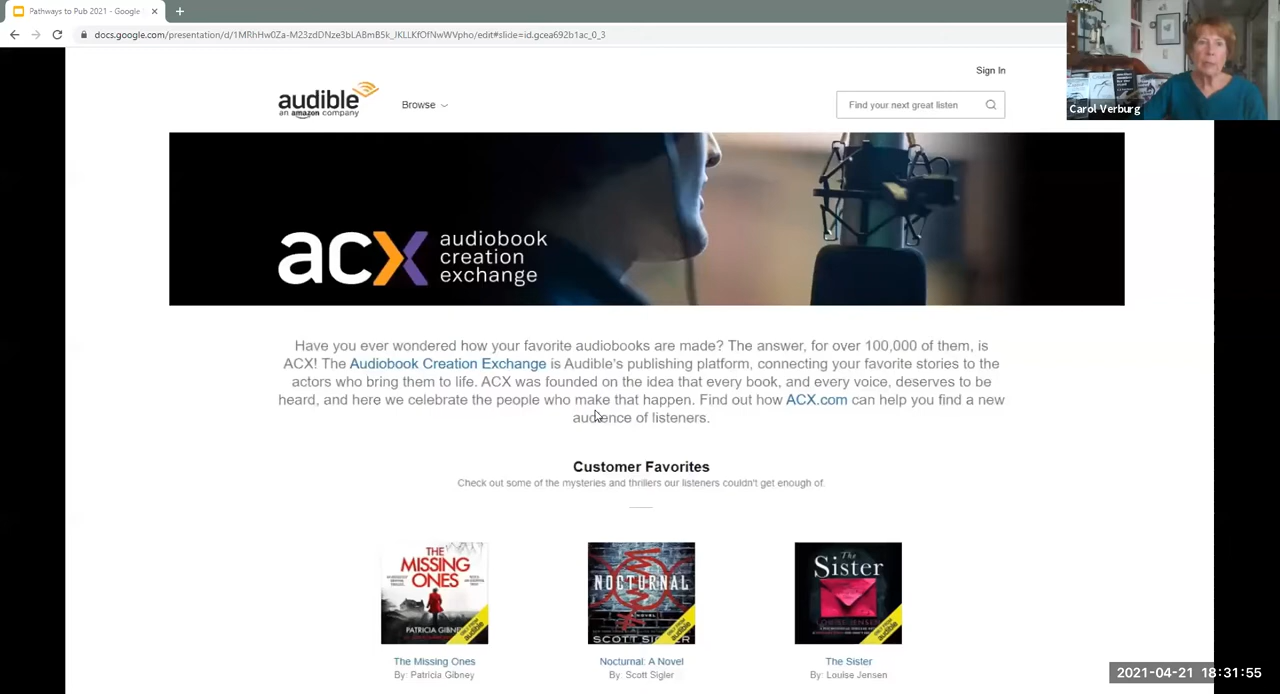 Pathways to Pub 2021 - Google
docs.google.com/presentation/d/1MRhHw0Za-M23zdDNze3bLABmB5k_JKLLKfOfNwWVpho/edit#slide=id.gcea692b1ac_0_3
Carol Verburg
Sign In
audible
an amazon company
Browse
Find your next great listen
acx audiobook
creation
exchange
Have you ever wondered how your favorite audiobooks are made? The answer, for over 100,000 of them, is
ACX! The Audiobook Creation Exchange is Audible's publishing platform, connecting your favorite stories to the
actors who bring them to life. ACX was founded on the idea that every book, and every voice, deserves to be
heard, and here we celebrate the people who make that happen. Find out how ACX.com can help you find a new
audience of listeners.
Customer Favorites
Check out some of the mysteries and thrillers our listeners couldn't get enough of.
THE
MISSING
ONES
PATRICIA GIBNEY
NOCTURNAL
SCOTT SIGLER
The
Sister
The Missing Ones
By: Patricia Gibney
Nocturnal: A Novel
By: Scott Sigler
The Sister
By: Louise Jensen
2021-04-21 18:31:55